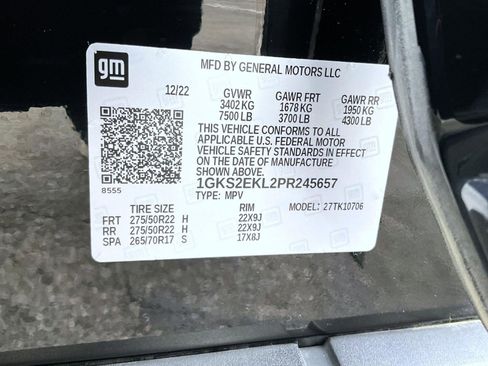 gm
MFD BY GENERAL MOTORS LLC
12/22 GVWR GAWR FRT GAWR RR
3402 KG 1678 KG 1950 KG
7500 LB 3700 LB 4300 LB
THIS VEHICLE CONFORMS TO ALL
APPLICABLE U.S. FEDERAL MOTOR
VEHICLE SAFETY STANDARDS IN EFFECT
ON THE DATE OF MANUFACTURE
SHOWN ABOVE.
8555 1GKS2EKL2PR245657
TYPE: MPV MODEL: 27TK10706
TIRE SIZE RIM
FRT 275/50R22 H 22X9J
RR 275/50R22 H 22X9J
SPA 265/70R17 S 17X8J